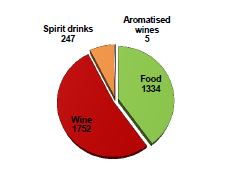 Spirit drinks
247
Aromatised
wines
5
Food
1334
Wine
1752